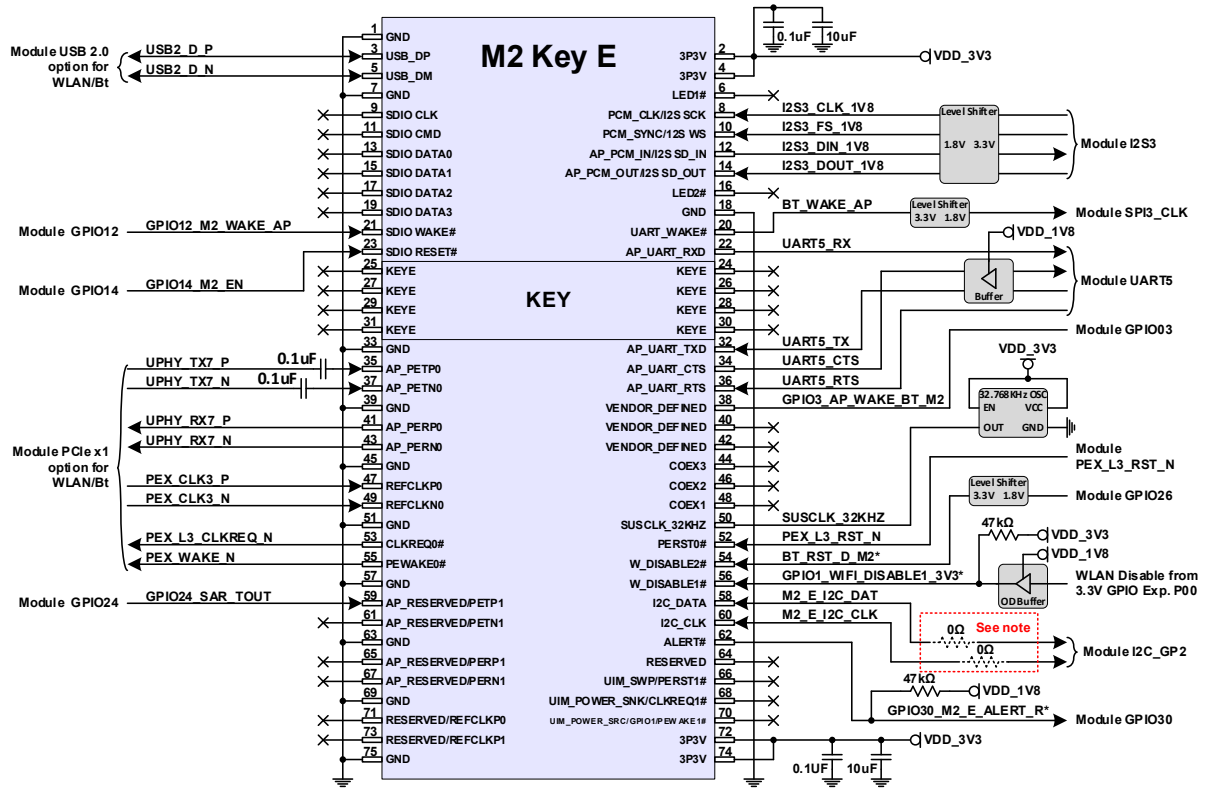 M2 Key E
KEY
Module USB 2.0
option for
WLAN/Bt
USB2_D_P
USB2_D_N
Module GPIO12
GPIO12_M2_WAKE_AP
Module GPIO14
GPIO14_M2_EN
UPHY_TX7_P
0.1uF
UPHY_TX7_N
0.1uF
UPHY_RX7_P
UPHY_RX7_N
Module PCIe x1
option for
WLAN/Bt
PEX_CLK3_P
PEX_CLK3_N
PEX_L3_CLKREQ_N
PEX_WAKE_N
Module GPIO24
GPIO24_SAR_TOUT
1 GND
3 USB_DP
5 USB_DM
7 GND
9 SDIO CLK
11 SDIO CMD
13 SDIO DATA0
15 SDIO DATA1
17 SDIO DATA2
19 SDIO DATA3
21 SDIO WAKE#
23 SDIO RESET#
25 KEYE
27 KEYE
29 KEYE
31 KEYE
33 GND
35 AP_PETP0
37 AP_PETN0
39 GND
41 AP_PERP0
43 AP_PERN0
45 GND
47 REFCLKP0
49 REFCLKN0
51 GND
53 CLKREQ0#
55 PEWAKE0#
57 GND
59 AP_RESERVED/PETP1
61 AP_RESERVED/PETN1
63 GND
65 AP_RESERVED/PERP1
67 AP_RESERVED/PERN1
69 GND
71 RESERVED/REFCLKP0
73 RESERVED/REFCLKP1
75 GND
3P3V 2
3P3V 4
LED1# 6
PCM_CLK/I2S SCK 8
PCM_SYNC/I2S WS 10
AP_PCM_IN/I2S SD_IN 12
AP_PCM_OUT/I2S SD_OUT 14
LED2# 16
GND 18
UART_WAKE# 20
AP_UART_RXD 22
KEYE 24
KEYE 26
KEYE 28
KEYE 30
AP_UART_TXD 32
AP_UART_CTS 34
AP_UART_RTS 36
VENDOR_DEFINED 38
VENDOR_DEFINED 40
VENDOR_DEFINED 42
COEX3 44
COEX2 46
COEX1 48
SUSCLK_32KHZ 50
PERST0# 52
W_DISABLE2# 54
W_DISABLE1# 56
I2C_DATA 58
I2C_CLK 60
ALERT# 62
RESERVED 64
UIM_SWP/PERST1# 66
UIM_POWER_SNK/CLKREQ1# 68
UIM_POWER_SRC/GPIO1/PEWAKE1# 70
3P3V 72
3P3V 74
0.1uF 10uF
VDD_3V3
I2S3_CLK_1V8
I2S3_FS_1V8
I2S3_DIN_1V8
I2S3_DOUT_1V8
Level Shifter
1.8V 3.3V
Module I2S3
BT_WAKE_AP
Level Shifter
3.3V 1.8V
Module SPI3_CLK
UART5_RX
VDD_1V8
Buffer
Module UART5
Module GPIO03
UART5_TX
UART5_CTS
UART5_RTS
GPIO3_AP_WAKE_BT_M2
VDD_3V3
32.768KHz OSC
EN VCC
OUT GND
Module
PEX_L3_RST_N
Level Shifter
3.3V 1.8V
Module GPIO26
SUSCLK_32KHZ
PEX_L3_RST_N
BT_RST_D_M2*
47kΩ
VDD_3V3
VDD_1V8
GPIO1_WIFI_DISABLE1_3V3*
OD Buffer
WLAN Disable from
3.3V GPIO Exp. P00
M2_E_I2C_DAT
M2_E_I2C_CLK
0Ω See note
0Ω
Module I2C_GP2
47kΩ
VDD_1V8
GPIO30_M2_E_ALERT_R*
Module GPIO30
VDD_3V3
0.1UF 10uF